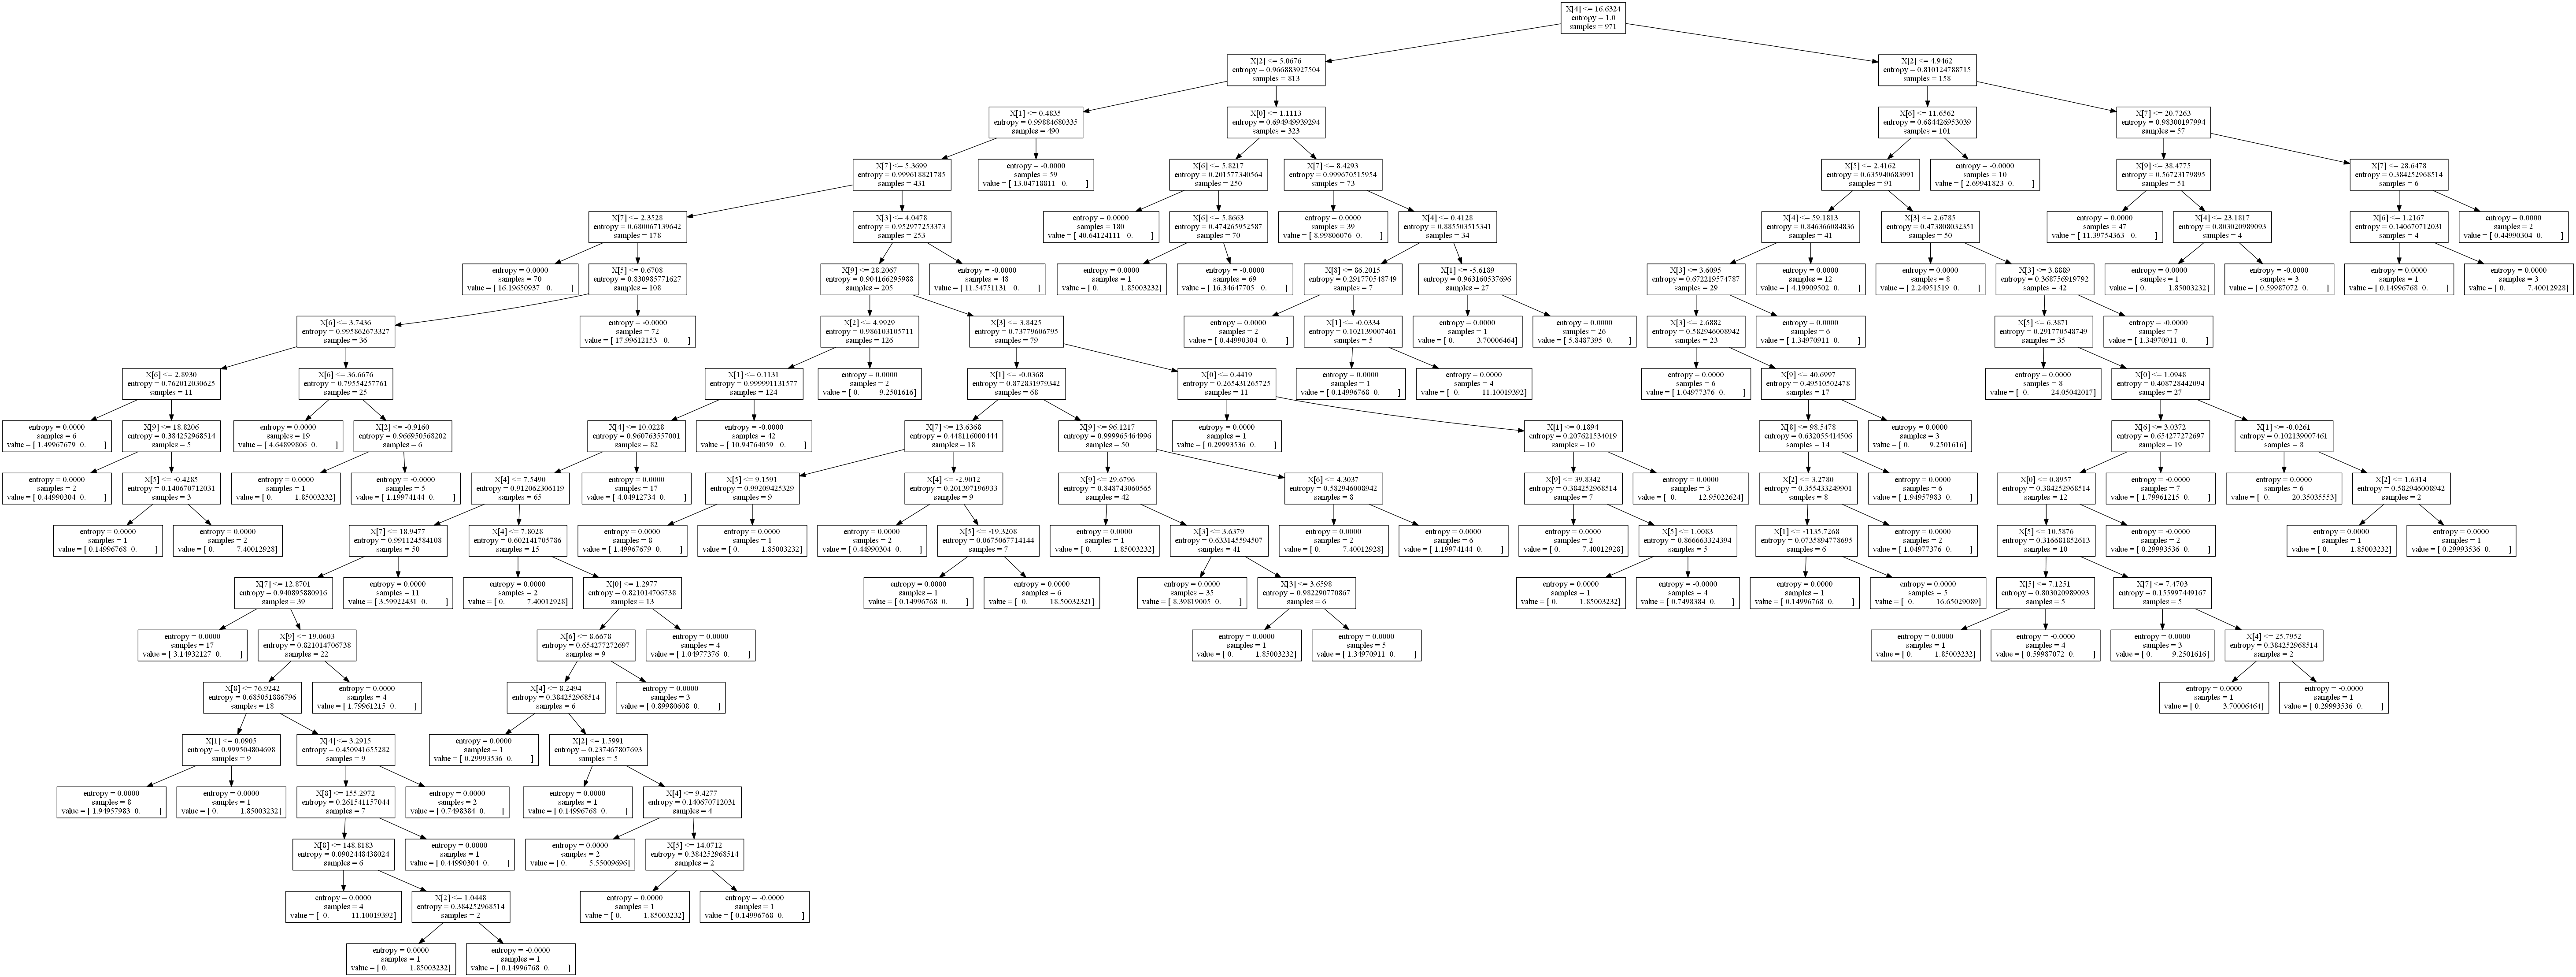 X[4] <= 16.6324
entropy = 1.0
samples = 971
X[2] <= 5.0676
entropy = 0.966883927504
samples = 813
X[2] <= 4.9462
entropy = 0.810124788715
samples = 158
X[1] <= 0.4835
entropy = 0.99884680335
samples = 490
X[0] <= 1.1113
entropy = 0.694949939294
samples = 323
X[6] <= 11.6562
entropy = 0.684426953039
samples = 101
X[7] <= 20.7263
entropy = 0.98300197994
samples = 57
X[7] <= 5.3699
entropy = 0.999618821785
samples = 431
entropy = -0.0000
samples = 59
value = [ 13.04718811 0. ]
X[6] <= 5.8217
entropy = 0.201577340564
samples = 250
X[7] <= 8.4293
entropy = 0.999670515954
samples = 73
X[5] <= 2.4162
entropy = 0.635940683991
samples = 91
entropy = -0.0000
samples = 10
value = [ 2.69941823 0. ]
X[9] <= 38.4775
entropy = 0.56723179895
samples = 51
X[7] <= 28.6478
entropy = 0.384252968514
samples = 6
X[7] <= 2.3528
entropy = 0.680067139642
samples = 178
X[3] <= 4.0478
entropy = 0.952977253373
samples = 253
entropy = 0.0000
samples = 180
value = [ 40.64124111 0. ]
X[6] <= 5.8663
entropy = 0.474265952587
samples = 70
entropy = 0.0000
samples = 39
value = [ 8.99806076 0. ]
X[4] <= 0.4128
entropy = 0.885503515341
samples = 34
X[4] <= 59.1813
entropy = 0.846366084836
samples = 41
X[3] <= 2.6785
entropy = 0.473808032351
samples = 50
entropy = 0.0000
samples = 47
value = [ 11.39754363 0. ]
X[4] <= 23.1817
entropy = 0.803020989093
samples = 4
X[6] <= 1.2167
entropy = 0.140670712031
samples = 4
entropy = 0.0000
samples = 2
value = [ 0.44990304 0. ]
entropy = 0.0000
samples = 70
value = [ 16.19650937 0. ]
X[5] <= 0.6708
entropy = 0.830985771627
samples = 108
X[9] <= 28.2067
entropy = 0.904166295988
samples = 205
entropy = -0.0000
samples = 48
value = [ 11.54751131 0. ]
entropy = 0.0000
samples = 1
value = [ 0. 1.85003232]
entropy = -0.0000
samples = 69
value = [ 16.34647705 0. ]
X[8] <= 86.2015
entropy = 0.291770548749
samples = 7
X[1] <= -5.6189
entropy = 0.963160537696
samples = 27
X[3] <= 3.6095
entropy = 0.672219574787
samples = 29
entropy = 0.0000
samples = 12
value = [ 4.19909502 0. ]
entropy = 0.0000
samples = 8
value = [ 2.24951519 0. ]
X[3] <= 3.8889
entropy = 0.368756919792
samples = 42
entropy = 0.0000
samples = 1
value = [ 0. 1.85003232]
entropy = -0.0000
samples = 3
value = [ 0.59987072 0. ]
entropy = 0.0000
samples = 1
value = [ 0.14996768 0. ]
entropy = 0.0000
samples = 3
value = [ 0. 7.40012928]
X[6] <= 3.7436
entropy = 0.995862673327
samples = 36
entropy = -0.0000
samples = 72
value = [ 17.99612153 0. ]
X[2] <= 4.9929
entropy = 0.986103105711
samples = 126
X[3] <= 3.8425
entropy = 0.73779606795
samples = 79
entropy = 0.0000
samples = 2
value = [ 0.44990304 0. ]
X[1] <= -0.0334
entropy = 0.102139007461
samples = 5
entropy = 0.0000
samples = 1
value = [ 0. 3.70006464]
entropy = 0.0000
samples = 26
value = [ 5.8487395 0. ]
X[3] <= 2.6882
entropy = 0.582946008942
samples = 23
entropy = 0.0000
samples = 6
value = [ 1.34970911 0. ]
X[5] <= 6.3871
entropy = 0.291770548749
samples = 35
entropy = -0.0000
samples = 7
value = [ 1.34970911 0. ]
X[6] <= 2.8930
entropy = 0.762012030625
samples = 11
X[6] <= 36.6676
entropy = 0.79554257761
samples = 25
X[1] <= 0.1131
entropy = 0.999991131577
samples = 124
entropy = 0.0000
samples = 2
value = [ 0. 9.2501616]
X[1] <= -0.0368
entropy = 0.872831979342
samples = 68
X[0] <= 0.4419
entropy = 0.265431265725
samples = 11
entropy = 0.0000
samples = 1
value = [ 0.14996768 0. ]
entropy = 0.0000
samples = 4
value = [ 0. 11.10019392]
entropy = 0.0000
samples = 6
value = [ 1.04977376 0. ]
X[9] <= 40.6997
entropy = 0.49510502478
samples = 17
entropy = 0.0000
samples = 8
value = [ 0. 24.05042017]
X[0] <= 1.0948
entropy = 0.408728442094
samples = 27
entropy = 0.0000
samples = 6
value = [ 1.49967679 0. ]
X[9] <= 18.8206
entropy = 0.384252968514
samples = 5
entropy = 0.0000
samples = 19
value = [ 4.64899806 0. ]
X[2] <= -0.9160
entropy = 0.966950568202
samples = 6
X[4] <= 10.0228
entropy = 0.960763557001
samples = 82
entropy = -0.0000
samples = 42
value = [ 10.94764059 0. ]
X[7] <= 13.6368
entropy = 0.448116000444
samples = 18
X[9] <= 96.1217
entropy = 0.999965464996
samples = 50
entropy = 0.0000
samples = 1
value = [ 0.29993536 0. ]
X[1] <= 0.1894
entropy = 0.207621534019
samples = 10
X[8] <= 98.5478
entropy = 0.632055414506
samples = 14
entropy = 0.0000
samples = 3
value = [ 0. 9.2501616]
X[6] <= 3.0372
entropy = 0.654277272697
samples = 19
X[1] <= -0.0261
entropy = 0.102139007461
samples = 8
entropy = 0.0000
samples = 2
value = [ 0.44990304 0. ]
X[5] <= -0.4285
entropy = 0.140670712031
samples = 3
entropy = 0.0000
samples = 1
value = [ 0. 1.85003232]
entropy = -0.0000
samples = 5
value = [ 1.19974144 0. ]
X[4] <= 7.5490
entropy = 0.912062306119
samples = 65
entropy = 0.0000
samples = 17
value = [ 4.04912734 0. ]
X[5] <= 9.1591
entropy = 0.99209425329
samples = 9
X[4] <= -2.9012
entropy = 0.201397196933
samples = 9
X[9] <= 29.6796
entropy = 0.848743060565
samples = 42
X[6] <= 4.3037
entropy = 0.582946008942
samples = 8
X[9] <= 39.8342
entropy = 0.384252968514
samples = 7
entropy = 0.0000
samples = 3
value = [ 0. 12.95022624]
X[2] <= 3.2780
entropy = 0.355433249901
samples = 8
entropy = 0.0000
samples = 6
value = [ 1.94957983 0. ]
X[0] <= 0.8957
entropy = 0.384252968514
samples = 12
entropy = -0.0000
samples = 7
value = [ 1.79961215 0. ]
entropy = 0.0000
samples = 6
value = [ 0. 20.35035553]
X[2] <= 1.6314
entropy = 0.582946008942
samples = 2
entropy = 0.0000
samples = 1
value = [ 0.14996768 0. ]
entropy = 0.0000
samples = 2
value = [ 0. 7.40012928]
X[7] <= 18.9477
entropy = 0.991124584108
samples = 50
X[4] <= 7.8028
entropy = 0.602141705786
samples = 15
entropy = 0.0000
samples = 8
value = [ 1.49967679 0. ]
entropy = 0.0000
samples = 1
value = [ 0. 1.85003232]
entropy = 0.0000
samples = 2
value = [ 0.44990304 0. ]
X[5] <= -19.3208
entropy = 0.0675067714144
samples = 7
entropy = 0.0000
samples = 1
value = [ 0. 1.85003232]
X[3] <= 3.6379
entropy = 0.633145594507
samples = 41
entropy = 0.0000
samples = 2
value = [ 0. 7.40012928]
entropy = 0.0000
samples = 6
value = [ 1.19974144 0. ]
entropy = 0.0000
samples = 2
value = [ 0. 7.40012928]
X[5] <= 1.0083
entropy = 0.866663324394
samples = 5
X[1] <= -1135.7268
entropy = 0.0735894778695
samples = 6
entropy = 0.0000
samples = 2
value = [ 1.04977376 0. ]
X[5] <= 10.5876
entropy = 0.316681852613
samples = 10
entropy = -0.0000
samples = 2
value = [ 0.29993536 0. ]
entropy = 0.0000
samples = 1
value = [ 0. 1.85003232]
entropy = 0.0000
samples = 1
value = [ 0.29993536 0. ]
X[7] <= 12.8701
entropy = 0.940895880916
samples = 39
entropy = 0.0000
samples = 11
value = [ 3.59922431 0. ]
entropy = 0.0000
samples = 2
value = [ 0. 7.40012928]
X[0] <= 1.2977
entropy = 0.821014706738
samples = 13
entropy = 0.0000
samples = 1
value = [ 0.14996768 0. ]
entropy = 0.0000
samples = 6
value = [ 0. 18.50032321]
entropy = 0.0000
samples = 35
value = [ 8.39819005 0. ]
X[3] <= 3.6598
entropy = 0.982290770867
samples = 6
entropy = 0.0000
samples = 1
value = [ 0. 1.85003232]
entropy = -0.0000
samples = 4
value = [ 0.7498384 0. ]
entropy = 0.0000
samples = 1
value = [ 0.14996768 0. ]
entropy = 0.0000
samples = 5
value = [ 0. 16.65029089]
X[5] <= 7.1251
entropy = 0.803020989093
samples = 5
X[7] <= 7.4703
entropy = 0.155997449167
samples = 5
entropy = 0.0000
samples = 17
value = [ 3.14932127 0. ]
X[9] <= 19.0603
entropy = 0.821014706738
samples = 22
X[6] <= 8.6678
entropy = 0.654277272697
samples = 9
entropy = 0.0000
samples = 4
value = [ 1.04977376 0. ]
entropy = 0.0000
samples = 1
value = [ 0. 1.85003232]
entropy = 0.0000
samples = 5
value = [ 1.34970911 0. ]
entropy = 0.0000
samples = 1
value = [ 0. 1.85003232]
entropy = -0.0000
samples = 4
value = [ 0.59987072 0. ]
entropy = 0.0000
samples = 3
value = [ 0. 9.2501616]
X[4] <= 25.7952
entropy = 0.384252968514
samples = 2
X[8] <= 76.9242
entropy = 0.685051886796
samples = 18
entropy = 0.0000
samples = 4
value = [ 1.79961215 0. ]
X[4] <= 8.2494
entropy = 0.384252968514
samples = 6
entropy = 0.0000
samples = 3
value = [ 0.89980608 0. ]
entropy = 0.0000
samples = 1
value = [ 0. 3.70006464]
entropy = -0.0000
samples = 1
value = [ 0.29993536 0. ]
X[1] <= 0.0905
entropy = 0.999504804698
samples = 9
X[4] <= 3.2915
entropy = 0.450941655282
samples = 9
entropy = 0.0000
samples = 1
value = [ 0.29993536 0. ]
X[2] <= 1.5991
entropy = 0.237467807693
samples = 5
entropy = 0.0000
samples = 8
value = [ 1.94957983 0. ]
entropy = 0.0000
samples = 1
value = [ 0. 1.85003232]
X[8] <= 155.2972
entropy = 0.261541157044
samples = 7
entropy = 0.0000
samples = 2
value = [ 0.7498384 0. ]
entropy = 0.0000
samples = 1
value = [ 0.14996768 0. ]
X[4] <= 9.4277
entropy = 0.140670712031
samples = 4
X[8] <= 148.8183
entropy = 0.0902448438024
samples = 6
entropy = 0.0000
samples = 1
value = [ 0.44990304 0. ]
entropy = 0.0000
samples = 2
value = [ 0. 5.55009696]
X[5] <= 14.0712
entropy = 0.384252968514
samples = 2
entropy = 0.0000
samples = 4
value = [ 0. 11.10019392]
X[2] <= 1.0448
entropy = 0.384252968514
samples = 2
entropy = 0.0000
samples = 1
value = [ 0. 1.85003232]
entropy = -0.0000
samples = 1
value = [ 0.14996768 0. ]
entropy = 0.0000
samples = 1
value = [ 0. 1.85003232]
entropy = -0.0000
samples = 1
value = [ 0.14996768 0. ]